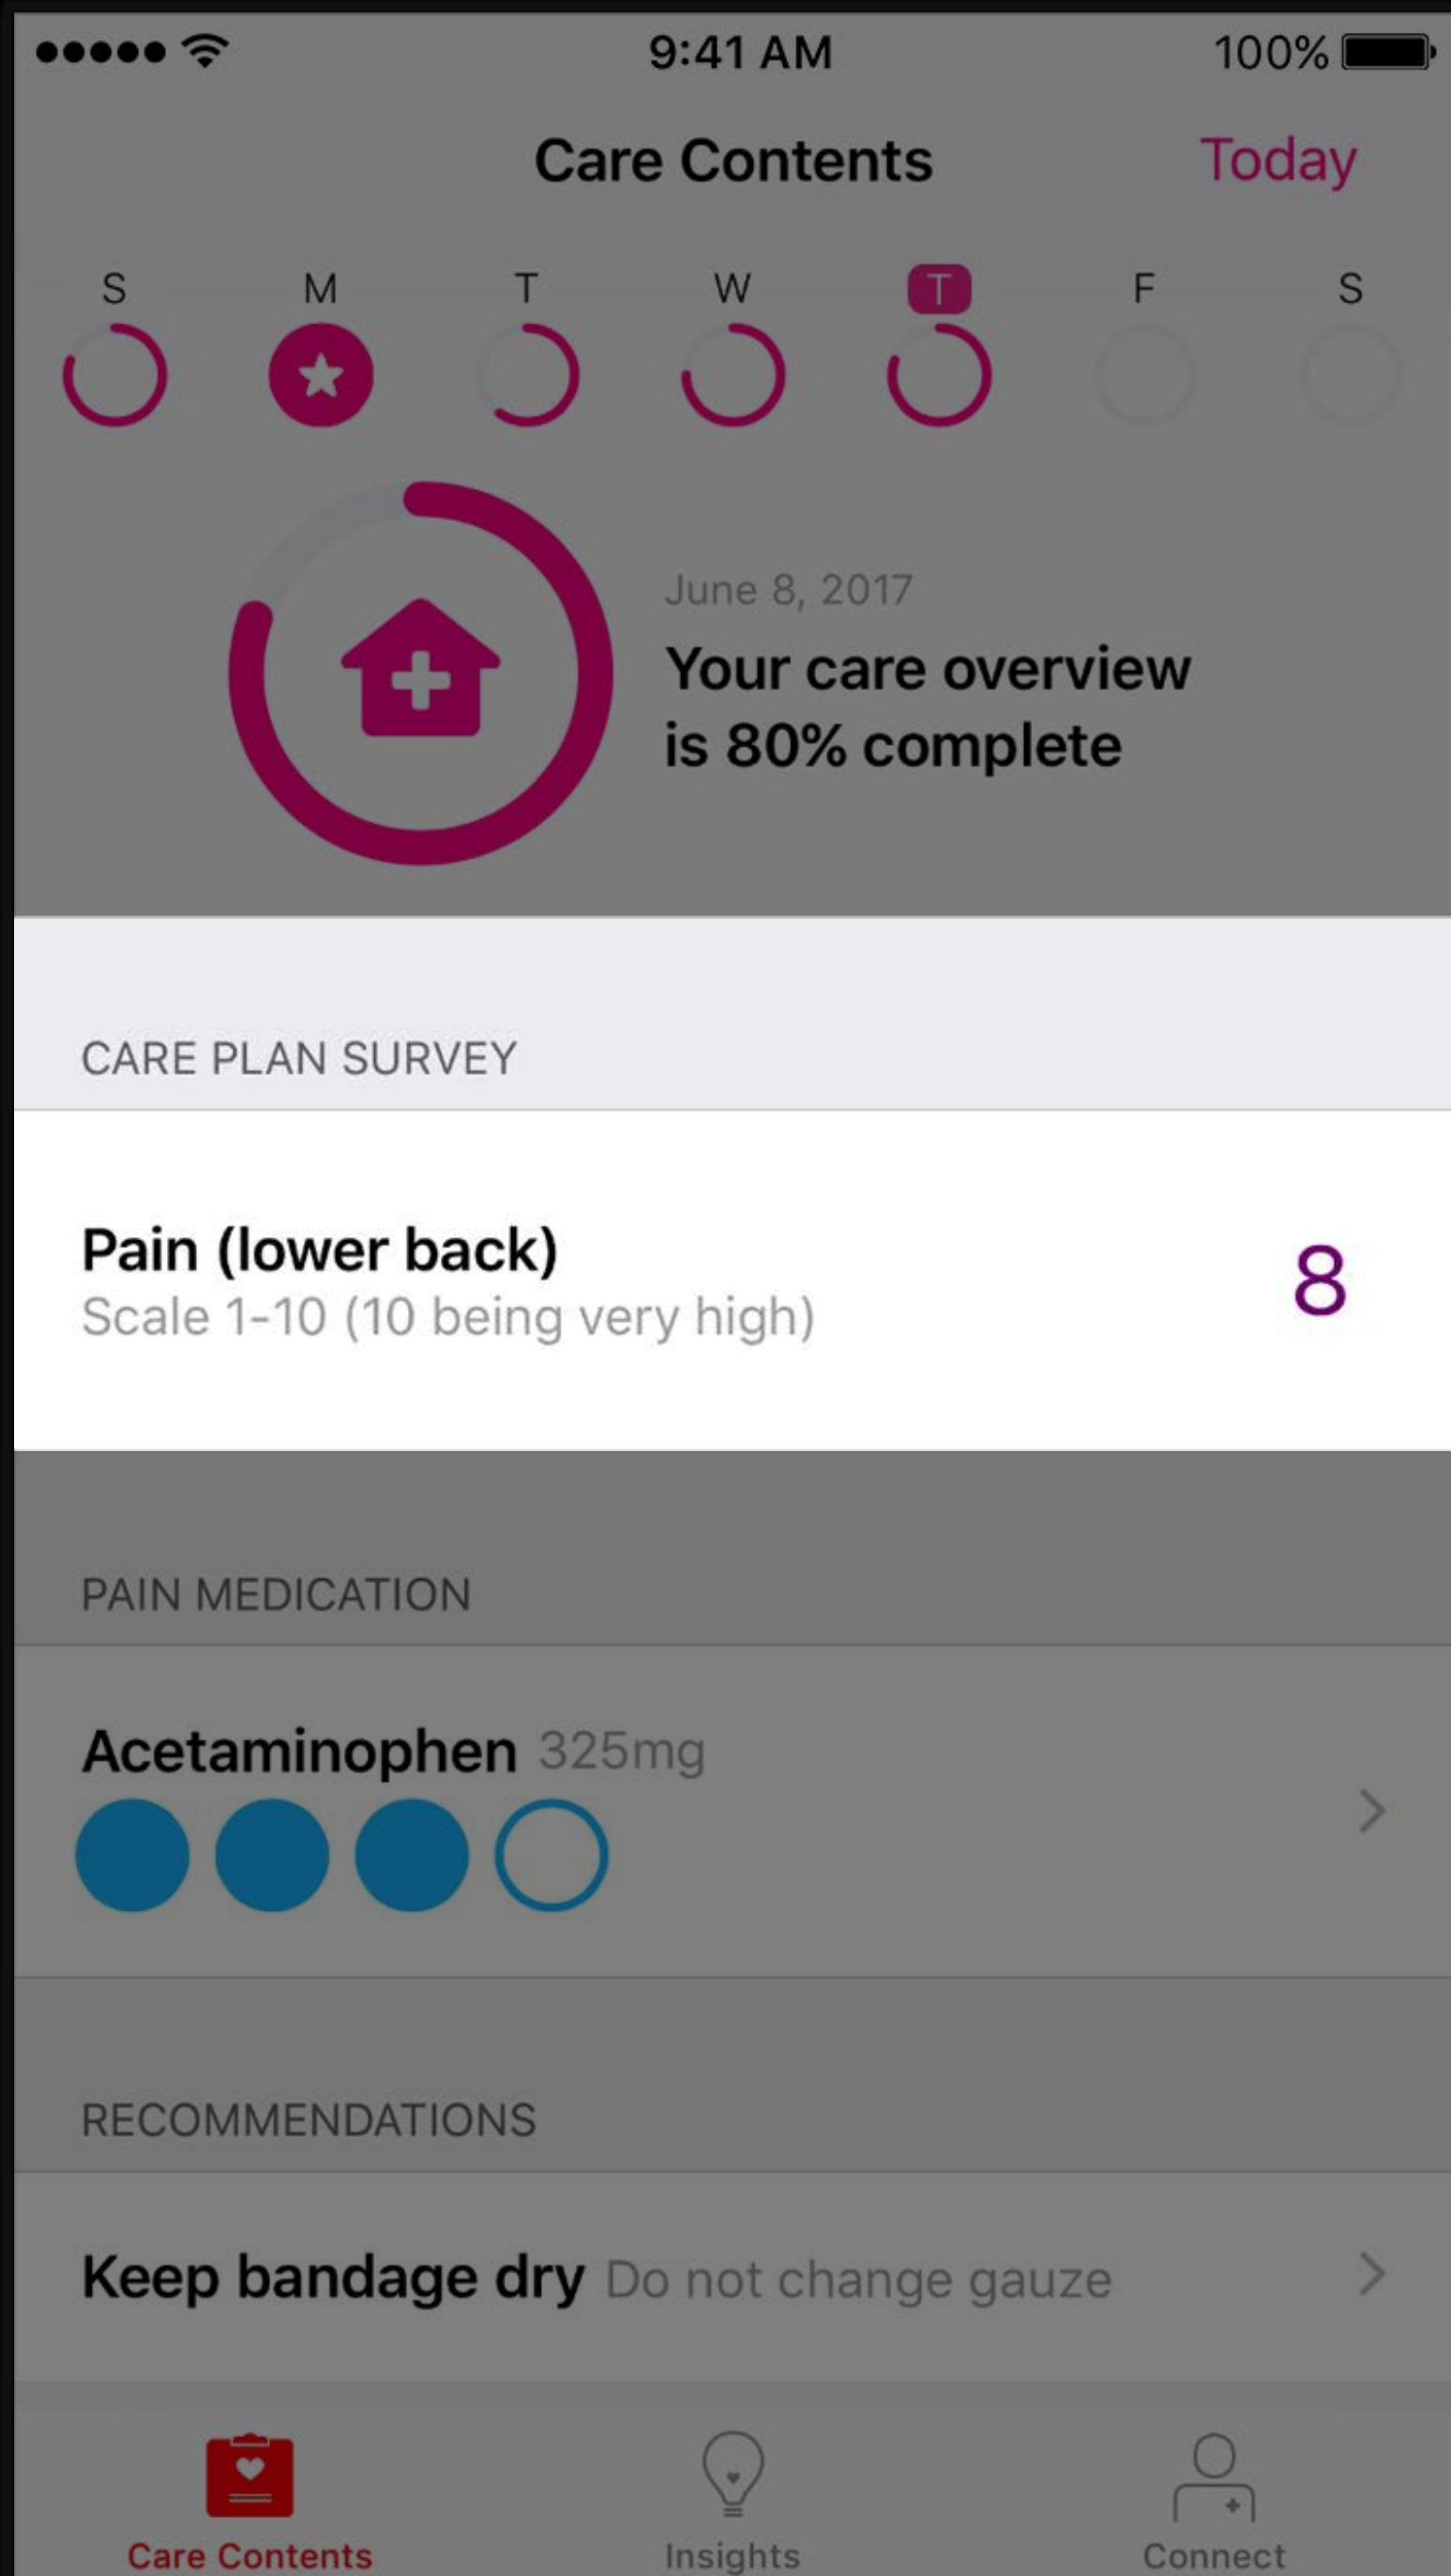 9:41 AM 100%
Care Contents Today
S M T W T F S
June 8, 2017
Your care overview
is 80% complete
CARE PLAN SURVEY
Pain (lower back)
Scale 1-10 (10 being very high)
8
PAIN MEDICATION
Acetaminophen 325mg
RECOMMENDATIONS
Keep bandage dry Do not change gauze
Care Contents Insights Connect